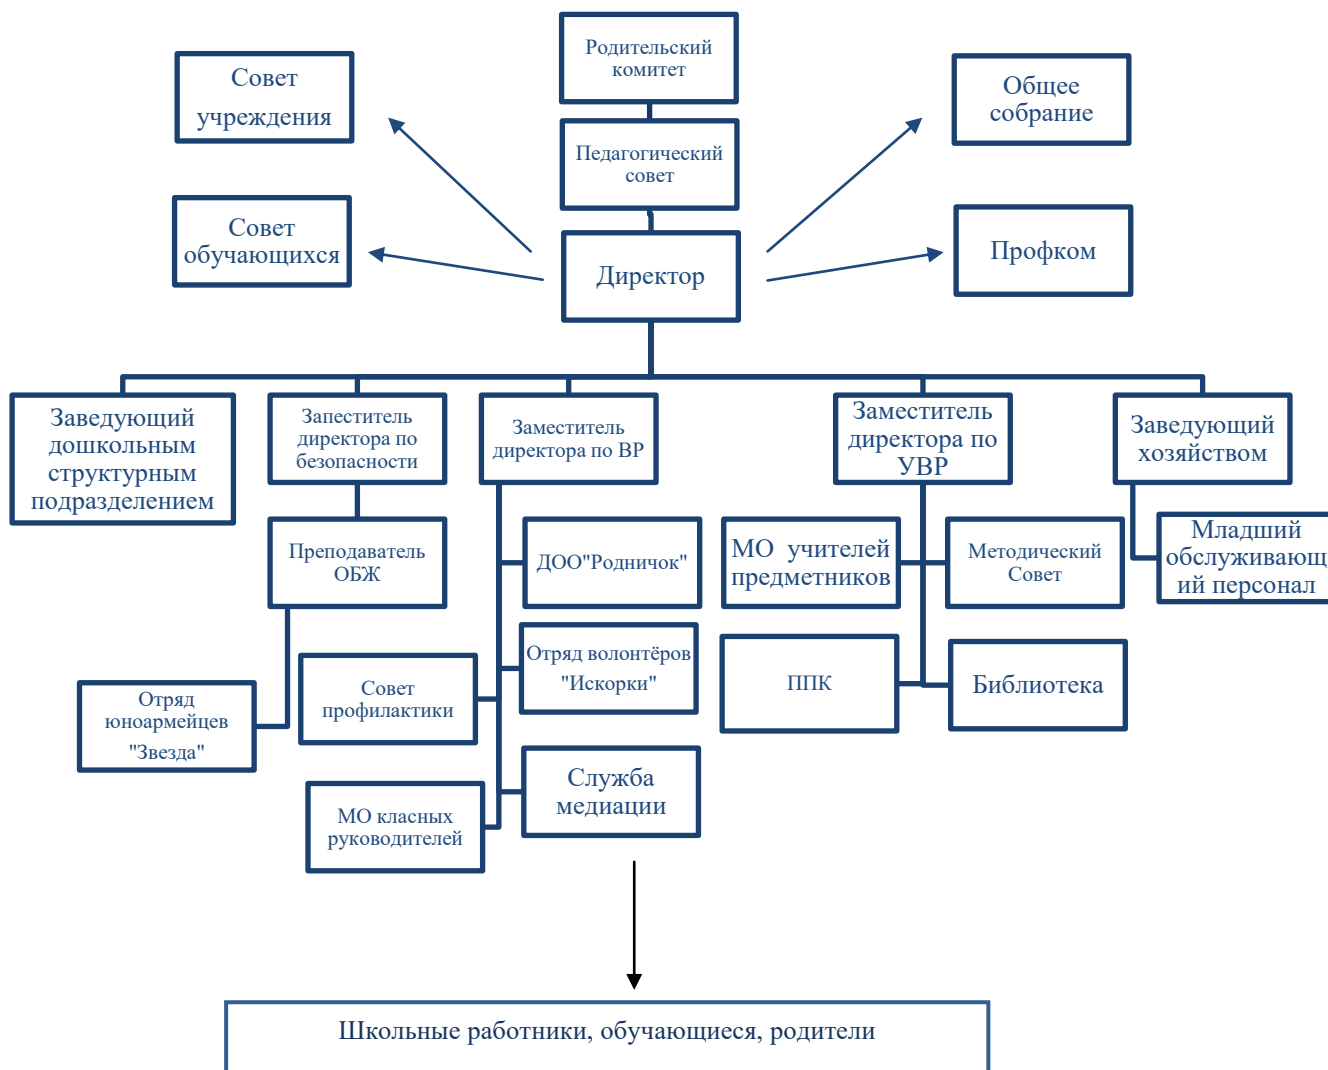 Родительский
комитет
Совет
учреждения
Общее
собрание
Педагогический
совет
Совет
обучающихся
Директор
Профком
Заведующий
дошкольным
структурным
подразделением
Запеститель
директора по
безопасности
Заместитель
директора по ВР
Заместитель
директора по
УВР
Заведующий
хозяйством
Преподаватель
ОБЖ
ДОО"Родничок"
МО учителей
предметников
Методический
Совет
Младший
обслуживающ
ий персонал
Отряд
юноармейцев
"Звезда"
Совет
профилактики
Отряд волонтёров
"Искорки"
ППК
Библиотека
МО класных
руководителей
Служба
медиации
Школьные работники, обучающиеся, родители